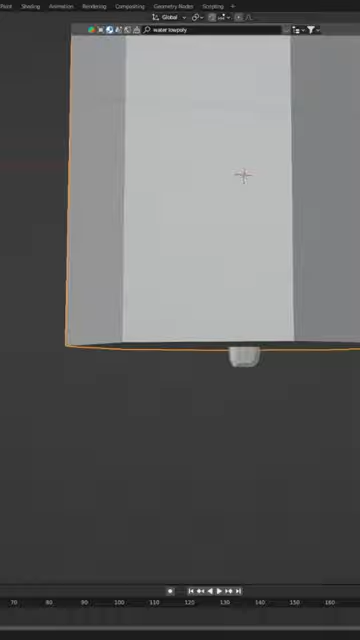 Point Shading Animation Rendering Compositing Geometry Nodes Scripting +
Global
water lowpoly
70 80 90 100 110 120 130 140 150 160